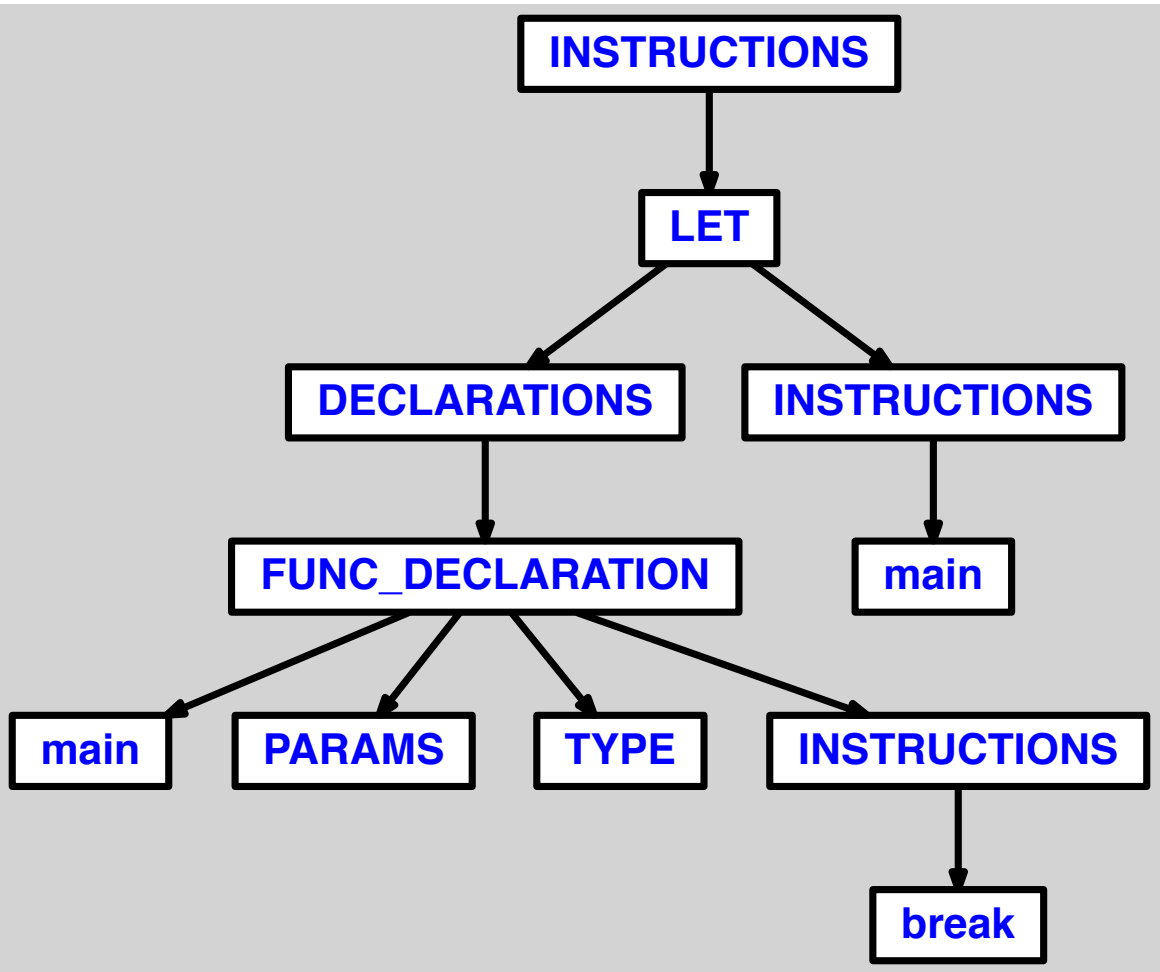 INSTRUCTIONS
LET
DECLARATIONS
INSTRUCTIONS
FUNC_DECLARATION
main
main
PARAMS
TYPE
INSTRUCTIONS
break